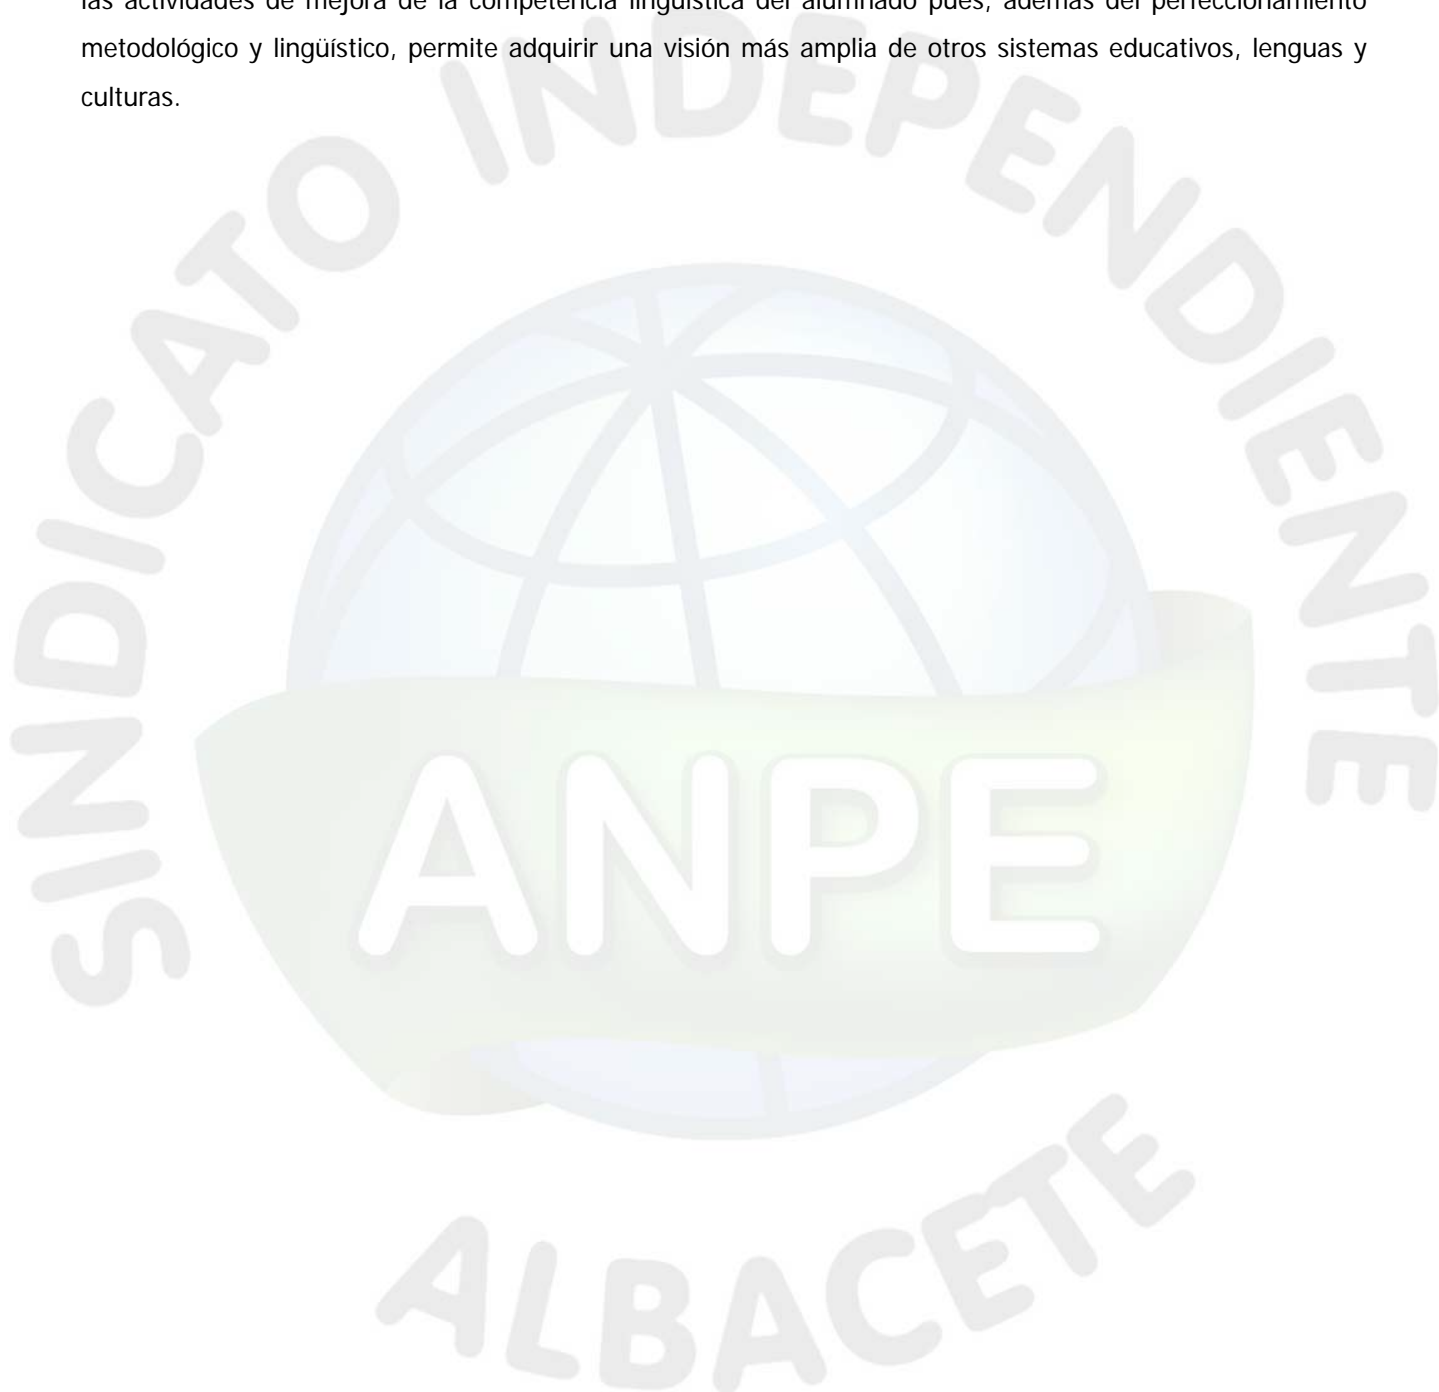 las actividades de mejora de la competencia lingüística del alumnado pues, además del perfeccionamiento
metodológico y lingüístico, permite adquirir una visión más amplia de otros sistemas educativos, lenguas y
culturas.
SINDICATO INDEPENDIENTE
ANPE
ALBACETE